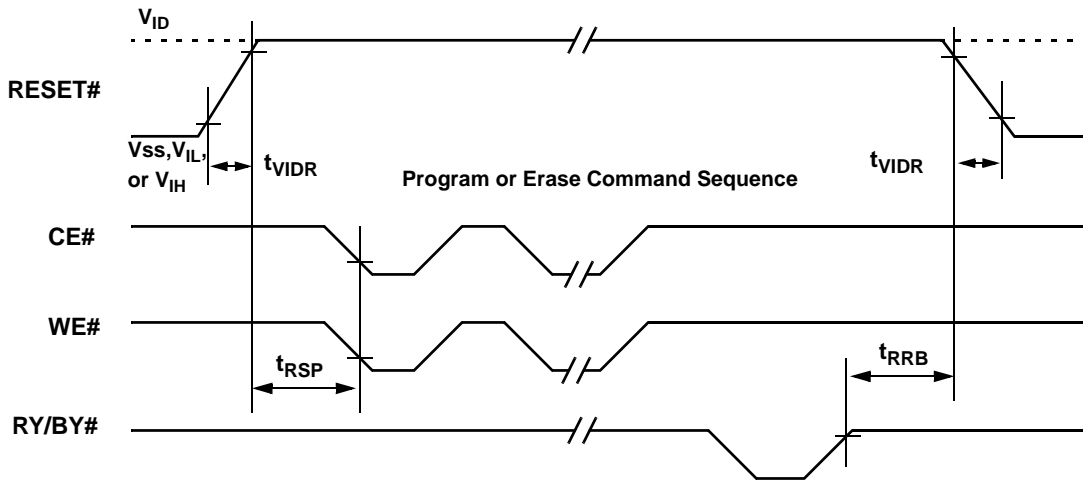 VID
RESET#
Vss,VIL,
or VIH
tVIDR
tVIDR
Program or Erase Command Sequence
CE#
WE#
tRSP
tRRB
RY/BY#